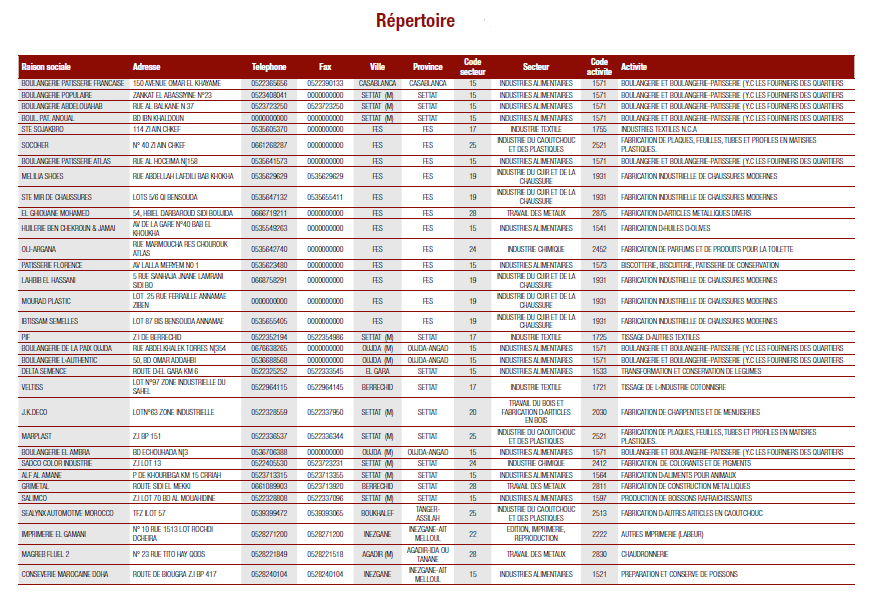 Répertoire
Raison sociale Adresse Telephone Fax Ville Province Code secteur Secteur Code activite Activite
BOULANGERIE PATISSERIE FRANCAISE 150 AVENUE OMAR EL KHAYAME 0522365656 0522390133 CASABLANCA CASABLANCA 15 INDUSTRIES ALIMENTAIRES 1571 BOULANGERIE ET BOULANGERIE-PATISSERIE (Y.C LES FOURNIERS DES QUARTIERS
BOULANGERIE POPULAIRE ZANKAT EL ABASSIYNE N°23 0523408041 0000000000 SETTAT (M) SETTAT 15 INDUSTRIES ALIMENTAIRES 1571 BOULANGERIE ET BOULANGERIE-PATISSERIE (Y.C LES FOURNIERS DES QUARTIERS
BOULANGERIE ABDELOUAHAB RUE AL BALKANE N 37 0523723250 0523723250 SETTAT (M) SETTAT 15 INDUSTRIES ALIMENTAIRES 1571 BOULANGERIE ET BOULANGERIE-PATISSERIE (Y.C LES FOURNIERS DES QUARTIERS
BOUL. PAT. ANOUAL BD IBN KHALDOUN 0000000000 0000000000 SETTAT (M) SETTAT 15 INDUSTRIES ALIMENTAIRES 1571 BOULANGERIE ET BOULANGERIE-PATISSERIE (Y.C LES FOURNIERS DES QUARTIERS
STE SOJAKBRO 114 ZI AIN CHKEF 0535605370 0000000000 FES FES 17 INDUSTRIE TEXTILE 1755 INDUSTRIES TEXTILES N.C.A
SOCOHER N° 40 ZI AIN CHKEF 0661268287 0000000000 FES FES 25 INDUSTRIE DU CAOUTCHOUC ET DES PLASTIQUES 2521 FABRICATION DE PLAQUES, FEUILLES, TUBES ET PROFILES EN MATISRES PLASTIQUES.
BOULANGERIE PATISSERIE ATLAS RUE AL HOCEIMA N¦158 0535641573 0000000000 FES FES 15 INDUSTRIES ALIMENTAIRES 1571 BOULANGERIE ET BOULANGERIE-PATISSERIE (Y.C LES FOURNIERS DES QUARTIERS
MELILIA SHOES RUE ABDELLAH LAFDILI BAB KHOKHA 0535629629 0535629629 FES FES 19 INDUSTRIE DU CUIR ET DE LA CHAUSSURE 1931 FABRICATION INDUSTRIELLE DE CHAUSSURES MODERNES
STE MIR DE CHAUSSURES LOTS 5/6 QI BENSOUDA 0535647132 0535655411 FES FES 19 INDUSTRIE DU CUIR ET DE LA CHAUSSURE 1931 FABRICATION INDUSTRIELLE DE CHAUSSURES MODERNES
EL GHIOUANE MOHAMED 54, HBIEL DARBAROUD SIDI BOUJIDA 0666719211 0000000000 FES FES 28 TRAVAIL DES METAUX 2875 FABRICATION D-ARTICLES METALLIQUES DIVERS
HUILERIE BEN CHEKROUN & JAMAI AV DE LA GARE N°40 BAB EL KHOUKHA 0535549263 0000000000 FES FES 15 INDUSTRIES ALIMENTAIRES 1541 FABRICATION D-HUILES D-OLIVES
OLI-ARGANA RUE MARMOUCHA RES CHOUROUK ATLAS 0535642740 0000000000 FES FES 24 INDUSTRIE CHIMIQUE 2452 FABRICATION DE PARFUMS ET DE PRODUITS POUR LA TOILETTE
PATISSERIE FLORENCE AV LALLA MERYEM NO 1 0535623480 0000000000 FES FES 15 INDUSTRIES ALIMENTAIRES 1573 BISCOTTERIE, BISCUITERIE, PATISSERIE DE CONSERVATION
LAHBIB EL HASSANI 5 RUE SANHAJA JNANE LAMRANI SIDI BO 0668758291 0000000000 FES FES 19 INDUSTRIE DU CUIR ET DE LA CHAUSSURE 1931 FABRICATION INDUSTRIELLE DE CHAUSSURES MODERNES
MOURAD PLASTIC LOT 25 RUE FERRAILLE ANNAMAE ZIBEN 0000000000 0000000000 FES FES 19 INDUSTRIE DU CUIR ET DE LA CHAUSSURE 1931 FABRICATION INDUSTRIELLE DE CHAUSSURES MODERNES
IBTISSAM SEMELLES LOT 87 BIS BENSOUDA ANNAMAE 0535655405 0000000000 FES FES 19 INDUSTRIE DU CUIR ET DE LA CHAUSSURE 1931 FABRICATION INDUSTRIELLE DE CHAUSSURES MODERNES
PIF Z.I DE BERRECHID 0522352194 0522354986 SETTAT (M) SETTAT 17 INDUSTRIE TEXTILE 1725 TISSAGE D-AUTRES TEXTILES
BOULANGERIE DE LA PAIX OUJDA RUE ABDELKHALEK TORRES N¦354 0676638265 0000000000 OUJDA (M) OUJDA-ANGAD 15 INDUSTRIES ALIMENTAIRES 1571 BOULANGERIE ET BOULANGERIE-PATISSERIE (Y.C LES FOURNIERS DES QUARTIERS
BOULANGERIE L-AUTHENTIC 50, BD OMAR ADDAHBI 0536688568 0000000000 OUJDA (M) OUJDA-ANGAD 15 INDUSTRIES ALIMENTAIRES 1571 BOULANGERIE ET BOULANGERIE-PATISSERIE (Y.C LES FOURNIERS DES QUARTIERS
DELTA SEMENCE ROUTE D-EL GARA KM 6 0522325252 0522333545 EL GARA SETTAT 15 INDUSTRIES ALIMENTAIRES 1533 TRANSFORMATION ET CONSERVATION DE LEGUMES
VELTISS LOT N°97 ZONE INDUSTRIELLE DU SAHEL 0522964115 0522964145 BERRECHID SETTAT 17 INDUSTRIE TEXTILE 1721 TISSAGE DE L-INDUSTRIE COTONNISRE
J.K.DECO LOTN°63 ZONE INDUSTRIELLE 0522328559 0522337950 SETTAT (M) SETTAT 20 TRAVAIL DU BOIS ET FABRICATION D-ARTICLES EN BOIS 2030 FABRICATION DE CHARPENTES ET DE MENUISERIES
MARPLAST Z.I BP 151 0522336537 0522336344 SETTAT (M) SETTAT 25 INDUSTRIE DU CAOUTCHOUC ET DES PLASTIQUES 2521 FABRICATION DE PLAQUES, FEUILLES, TUBES ET PROFILES EN MATISRES PLASTIQUES.
BOULANGERIE EL AMBRA BD ECHOUHADA N¦3 0536706388 0000000000 OUJDA (M) OUJDA-ANGAD 15 INDUSTRIES ALIMENTAIRES 1571 BOULANGERIE ET BOULANGERIE-PATISSERIE (Y.C LES FOURNIERS DES QUARTIERS
SADCO COLOR INDUSTRIE Z.I LOT 13 0522405530 0523723231 SETTAT (M) SETTAT 24 INDUSTRIE CHIMIQUE 2412 FABRICATION DE COLORANTS ET DE PIGMENTS
ALF AL AMANE P DE KHOURIBGA KM 15 CRRIAH 0523713315 0523713355 SETTAT (M) SETTAT 15 INDUSTRIES ALIMENTAIRES 1564 FABRICATION D-ALIMENTS POUR ANIMAUX
GRIMETAL ROUTE SIDI EL MEKKI 0661089903 0523713920 BERRECHID SETTAT 28 TRAVAIL DES METAUX 2811 FABRICATION DE CONSTRUCTION METALLIQUES
SALIMCO Z.I LOT 70 BD AL MOUAHIDINE 0522328808 0522337096 SETTAT (M) SETTAT 15 INDUSTRIES ALIMENTAIRES 1597 PRODUCTION DE BOISSONS RAFRAICHISSANTES
SEALYNX AUTOMOTIVE MOROCCO TFZ ILOT 57 0539399472 0539393065 BOUKHALEF TANGER-ASSILAH 25 INDUSTRIE DU CAOUTCHOUC ET DES PLASTIQUES 2513 FABRICATION D-AUTRES ARTICLES EN CAOUTCHOUC
IMPRIMERIE EL GAMANI N° 10 RUE 1513 LOT ROCHDI DCHEIRA 0528271200 0528271200 INEZGANE INEZGANE-AIT MELLOUL 22 EDITION, IMPRIMERIE, REPRODUCTION 2222 AUTRES IMPRIMERIE (LABEUR)
MAGREB FLUEL 2 N° 23 RUE TITO HAY QODS 0528221849 0528221518 AGADIR (M) AGADIR-IDA OU TANANE 28 TRAVAIL DES METAUX 2830 CHAUDRONNERIE
CONSEVERIE MAROCAINE DOHA ROUTE DE BIOUGRA Z.I BP 417 0528240104 0528240104 INEZGANE INEZGANE-AIT MELLOUL 15 INDUSTRIES ALIMENTAIRES 1521 PREPARATION ET CONSERVE DE POISSONS